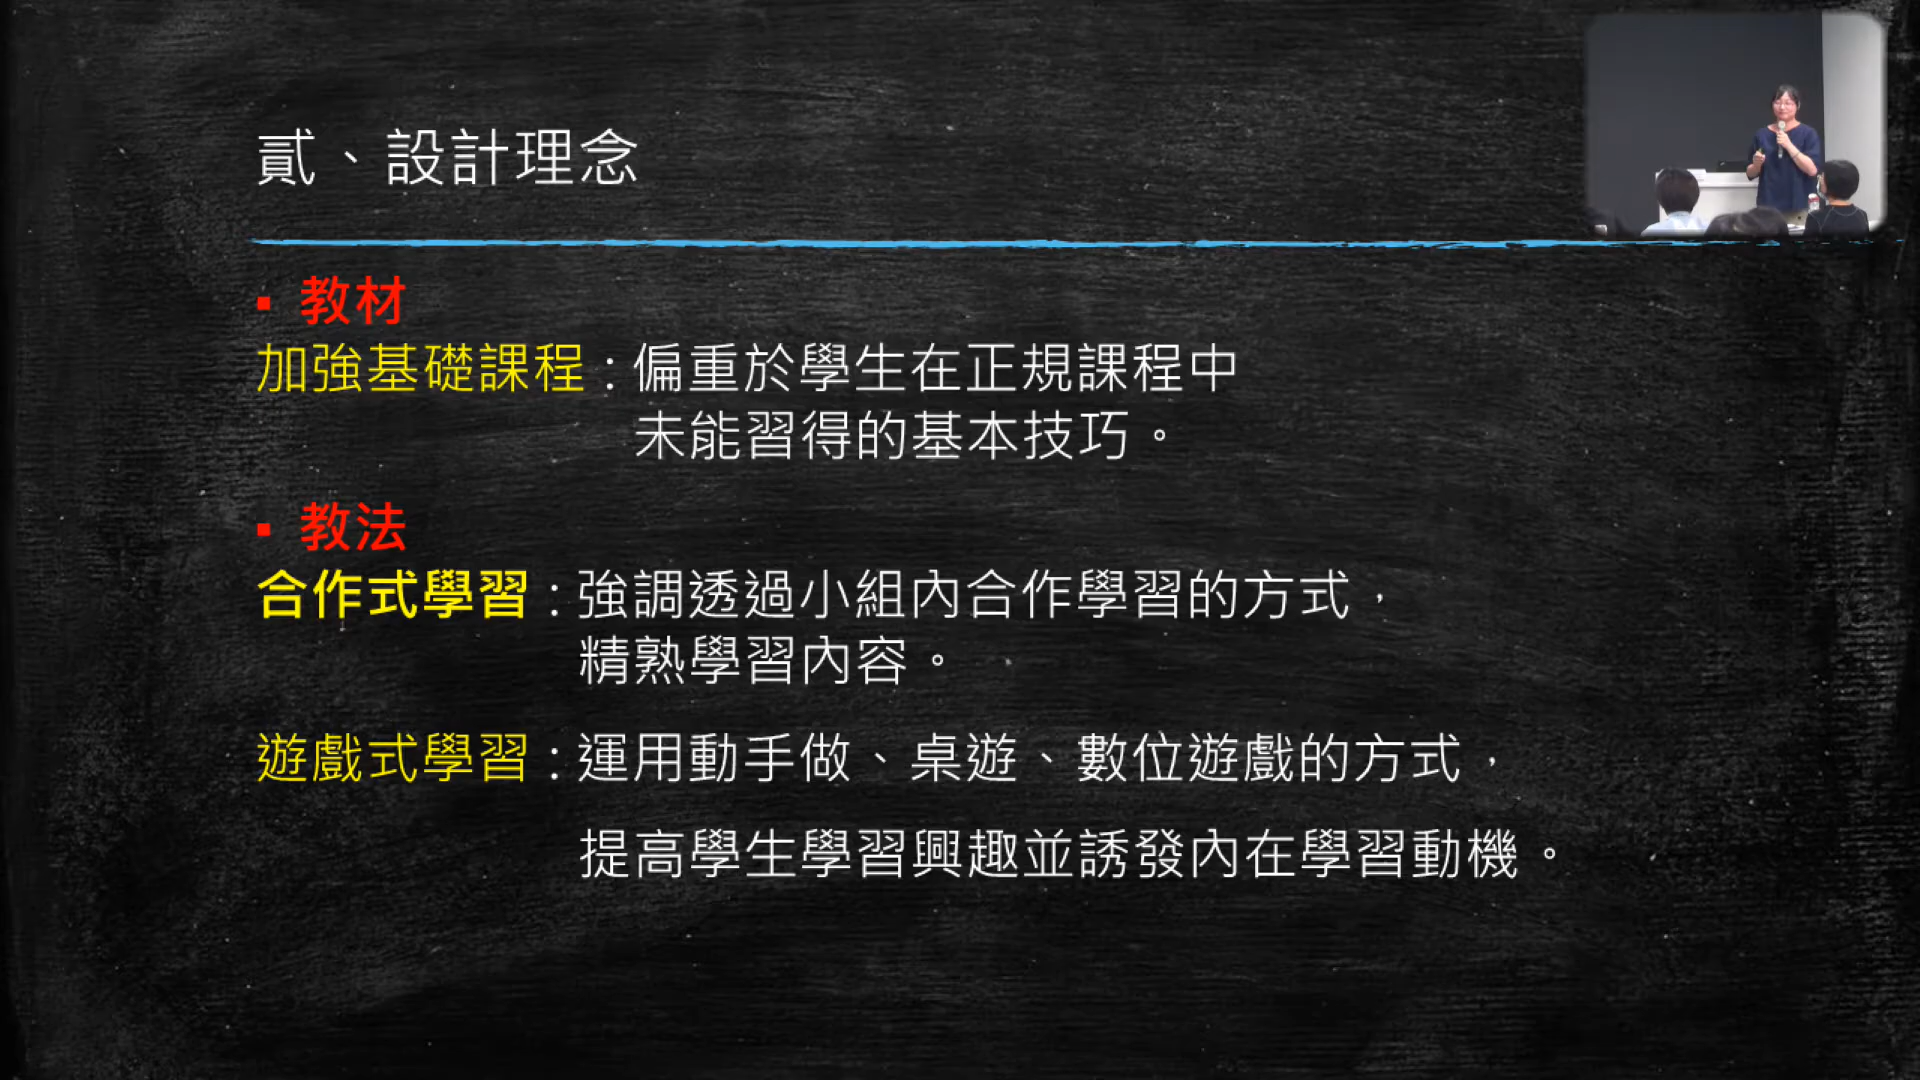 貳、設計理念
▪ 教材
加強基礎課程：偏重於學生在正規課程中
未能習得的基本技巧。
▪ 教法
合作式學習：強調透過小組內合作學習的方式，
精熟學習內容。
遊戲式學習：運用動手做、桌遊、數位遊戲的方式，
提高學生學習興趣並誘發內在學習動機。